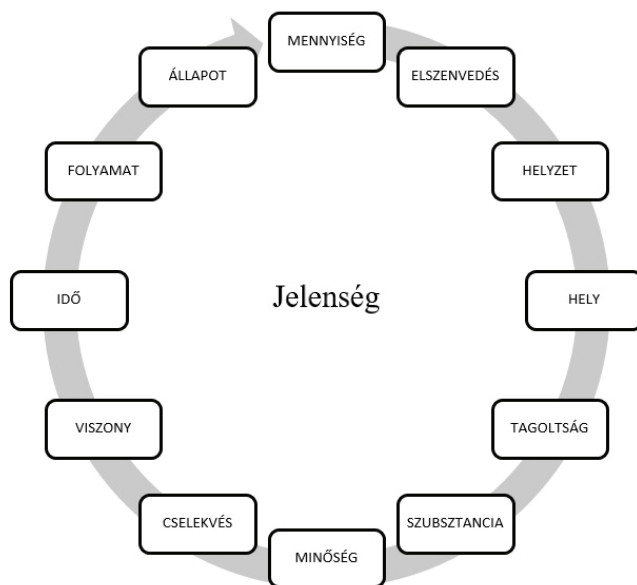 MENNYISÉG
ELSZENVEDÉS
HELYZET
HELY
TAGOLTSÁG
SZUBSZTANCIA
MINŐSÉG
CSELEKVÉS
VISZONY
IDŐ
FOLYAMAT
ÁLLAPOT
Jelenség